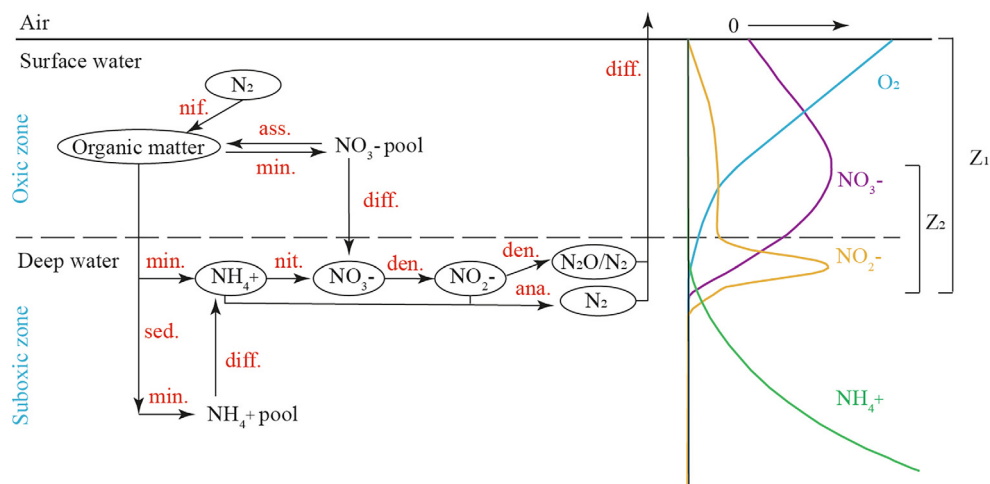 Air
0
Surface water
diff.
N₂
O₂
nif.
Oxic zone
ass.
Organic matter
NO₃-pool
min.
Z₁
NO₃-
diff.
Z₂
Deep water
den.
NO₂-
min.
nit.
den.
N₂O/N₂
NH₄+
NO₃-
NO₂-
ana.
N₂
Suboxic zone
sed.
diff.
min.
NH₄+ pool
NH₄+